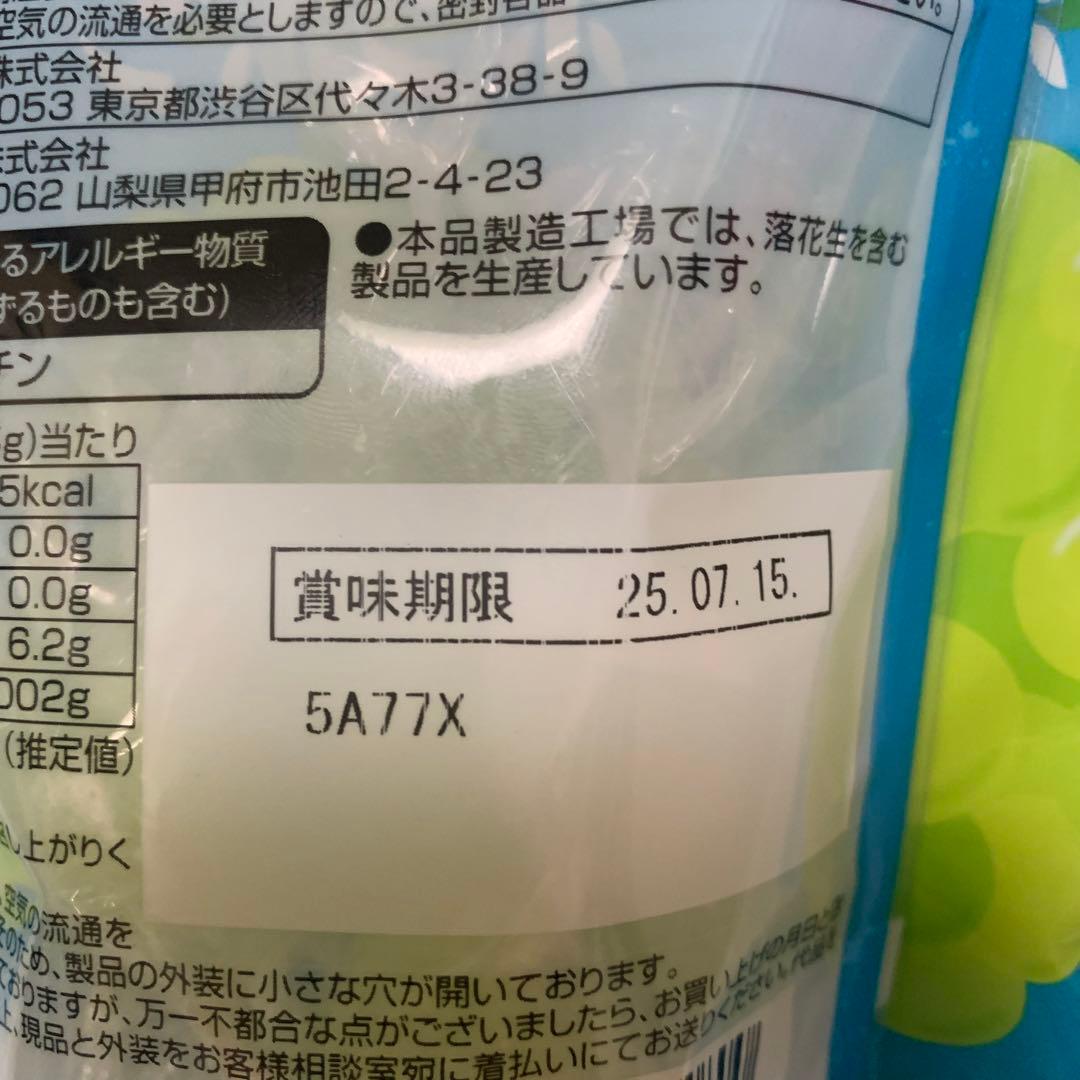 空気の流通を必要としますので、密封容器
株式会社
053 東京都渋谷区代々木3-38-9
株式会社
062 山梨県甲府市池田2-4-23
るアレルギー物質
ずるものも含む)
チン
●本品製造工場では、落花生を含む
製品を生産しています。
g)当たり
5kcal
0.0g
0.0g
6.2g
002g
(推定値)
賞味期限 25.07.15.
5A77X
し上がりく
空気の流通を
そのため、製品の外装に小さな穴が開いております。
ておりますが、万一不都合な点がございましたら、お買い上げの月日と
上、現品と外装をお客様相談室宛に着払いにてお送りください。代品を